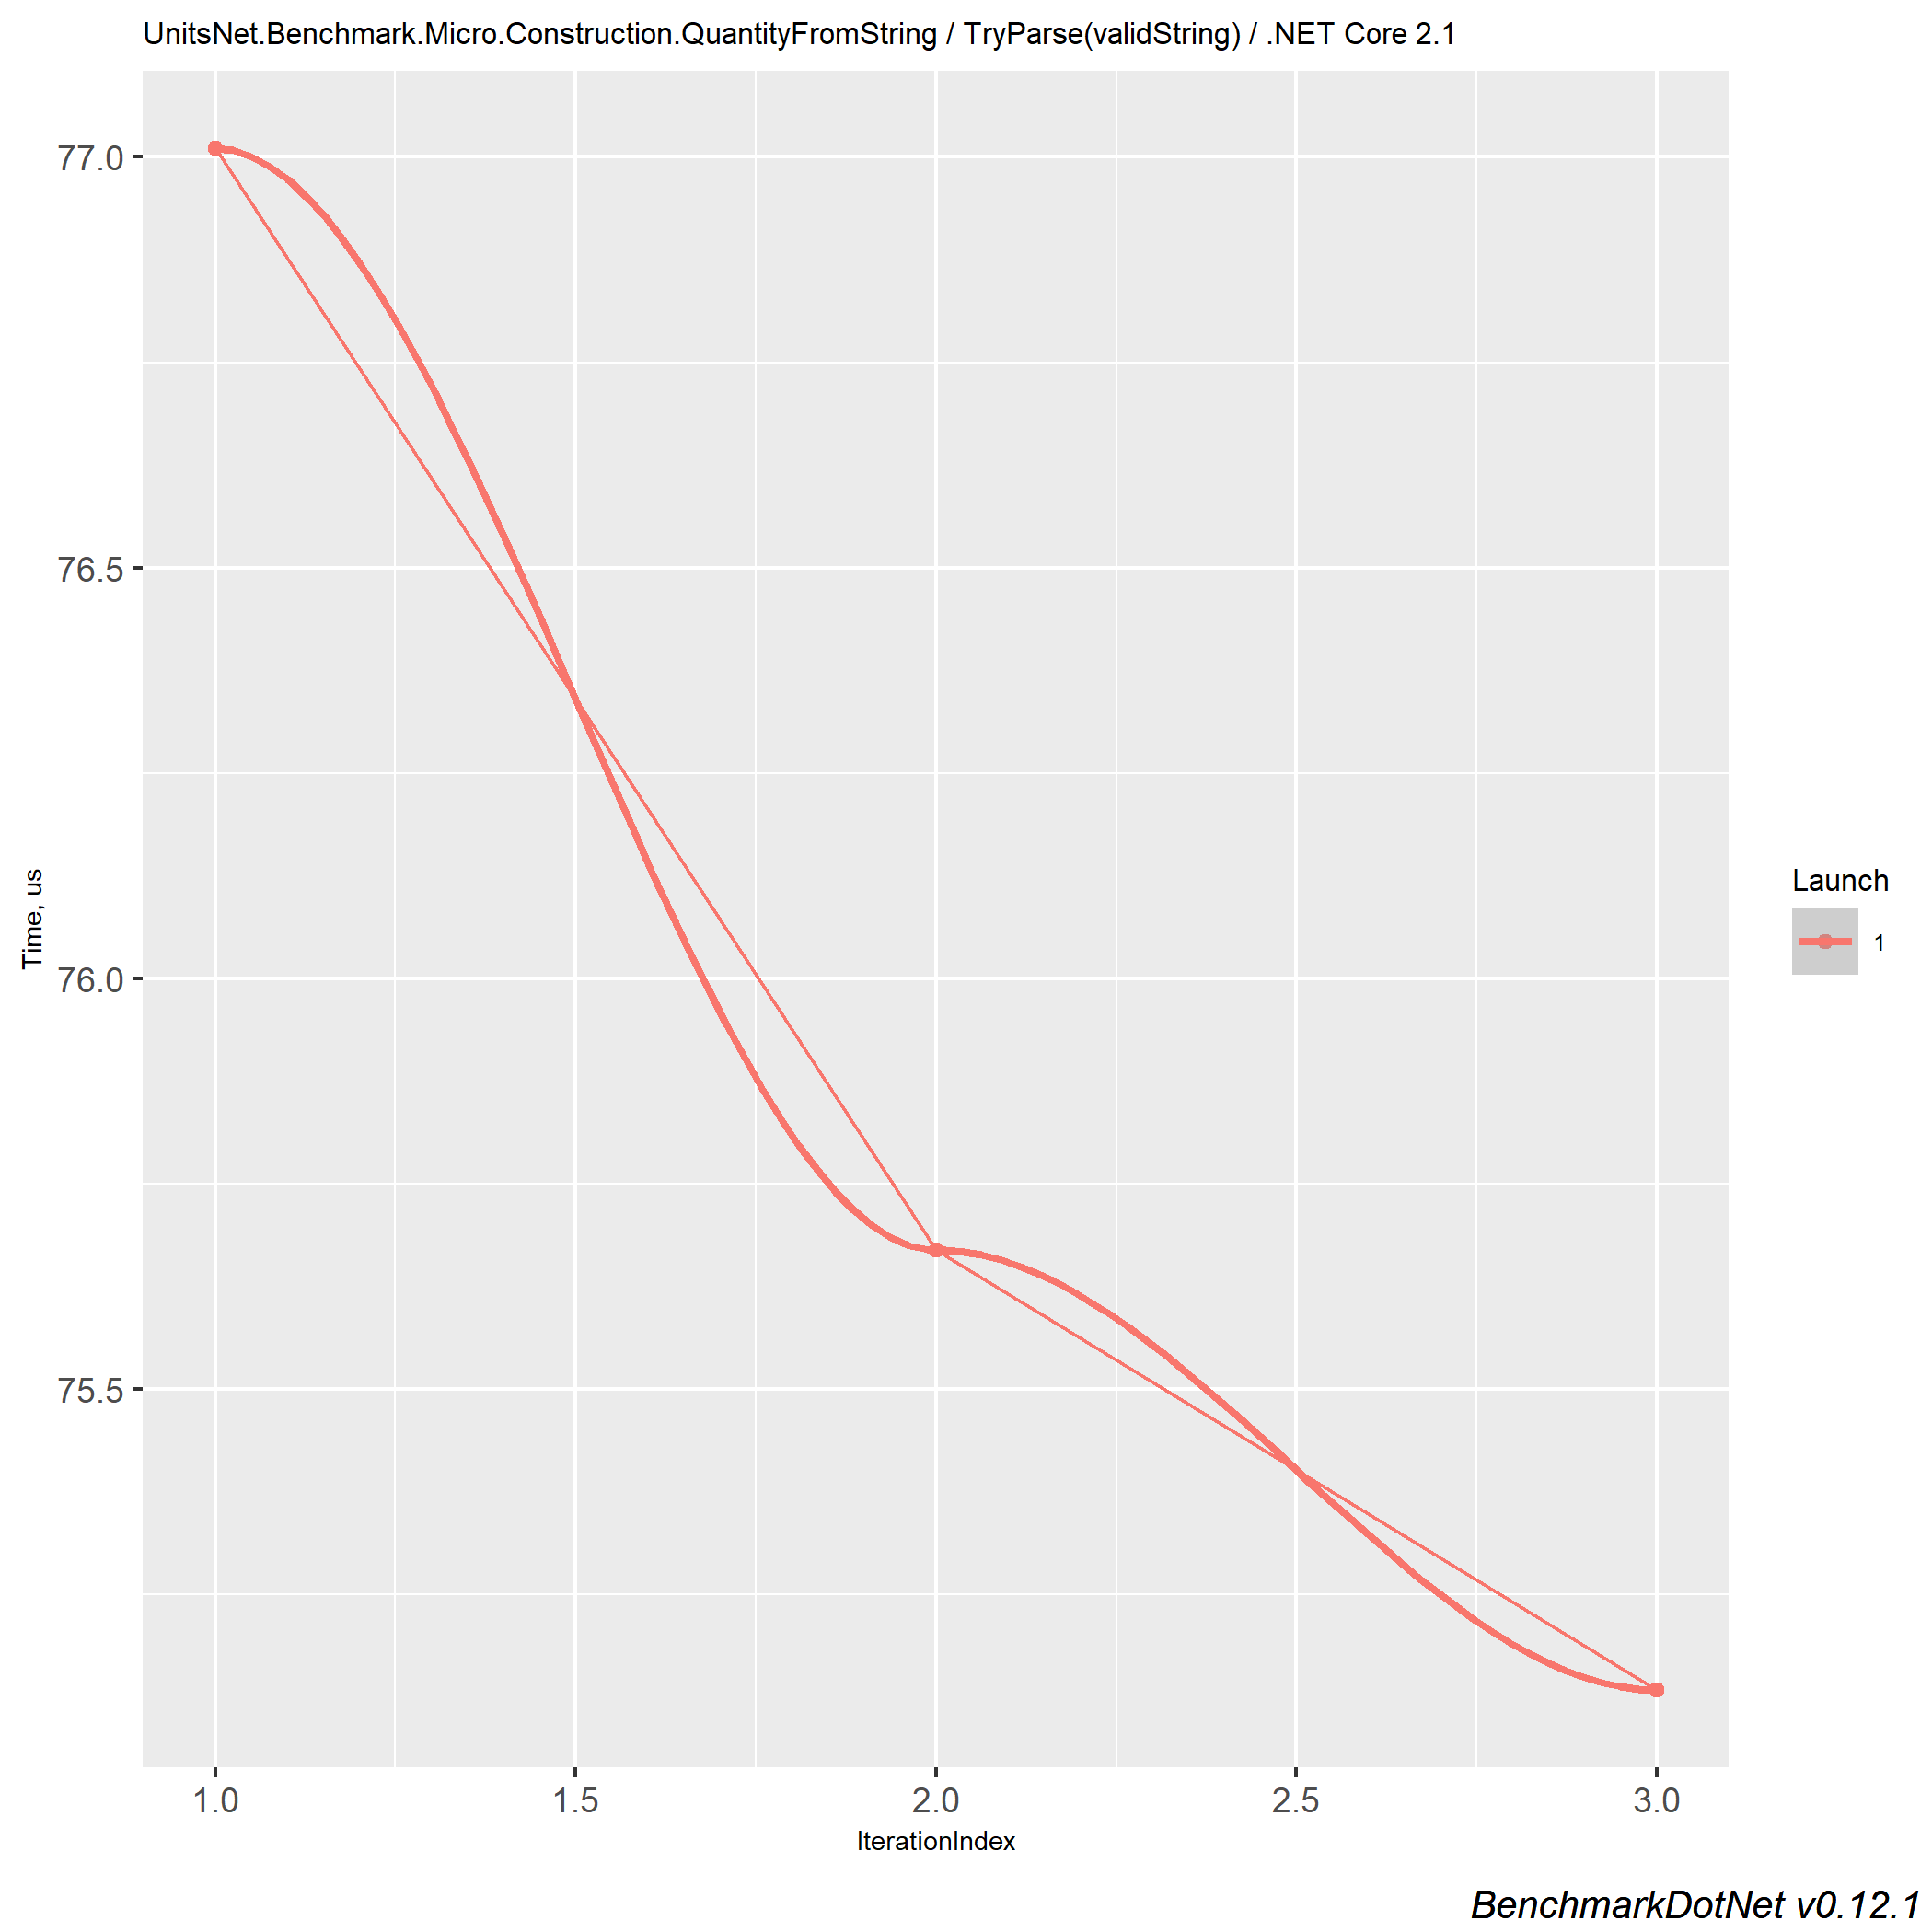 UnitsNet.Benchmark.Micro.Construction.QuantityFromString / TryParse(validString) / .NET Core 2.1
77.0
76.5
76.0
75.5
Time, us
1.0 1.5 2.0 2.5 3.0
IterationIndex
Launch
1
BenchmarkDotNet v0.12.1